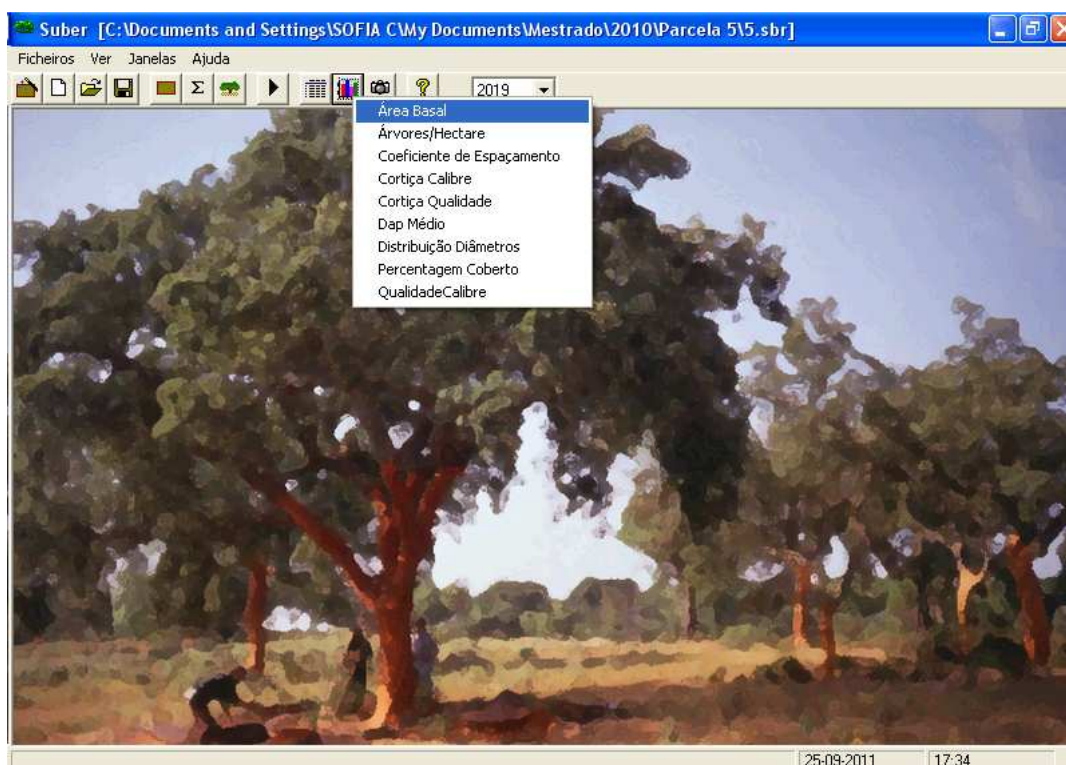 Suber [C:\Documents and Settings\SOFIA C\My Documents\Mestrado\2010\Parcela 5\5.sbr]
Ficheiros Ver Janelas Ajuda
Σ ? 2019
Área Basal
Árvores/Hectare
Coeficiente de Espaçamento
Cortiça Calibre
Cortiça Qualidade
Dap Médio
Distribuição Diâmetros
Percentagem Coberto
QualidadeCalibre
25-09-2011 17:34